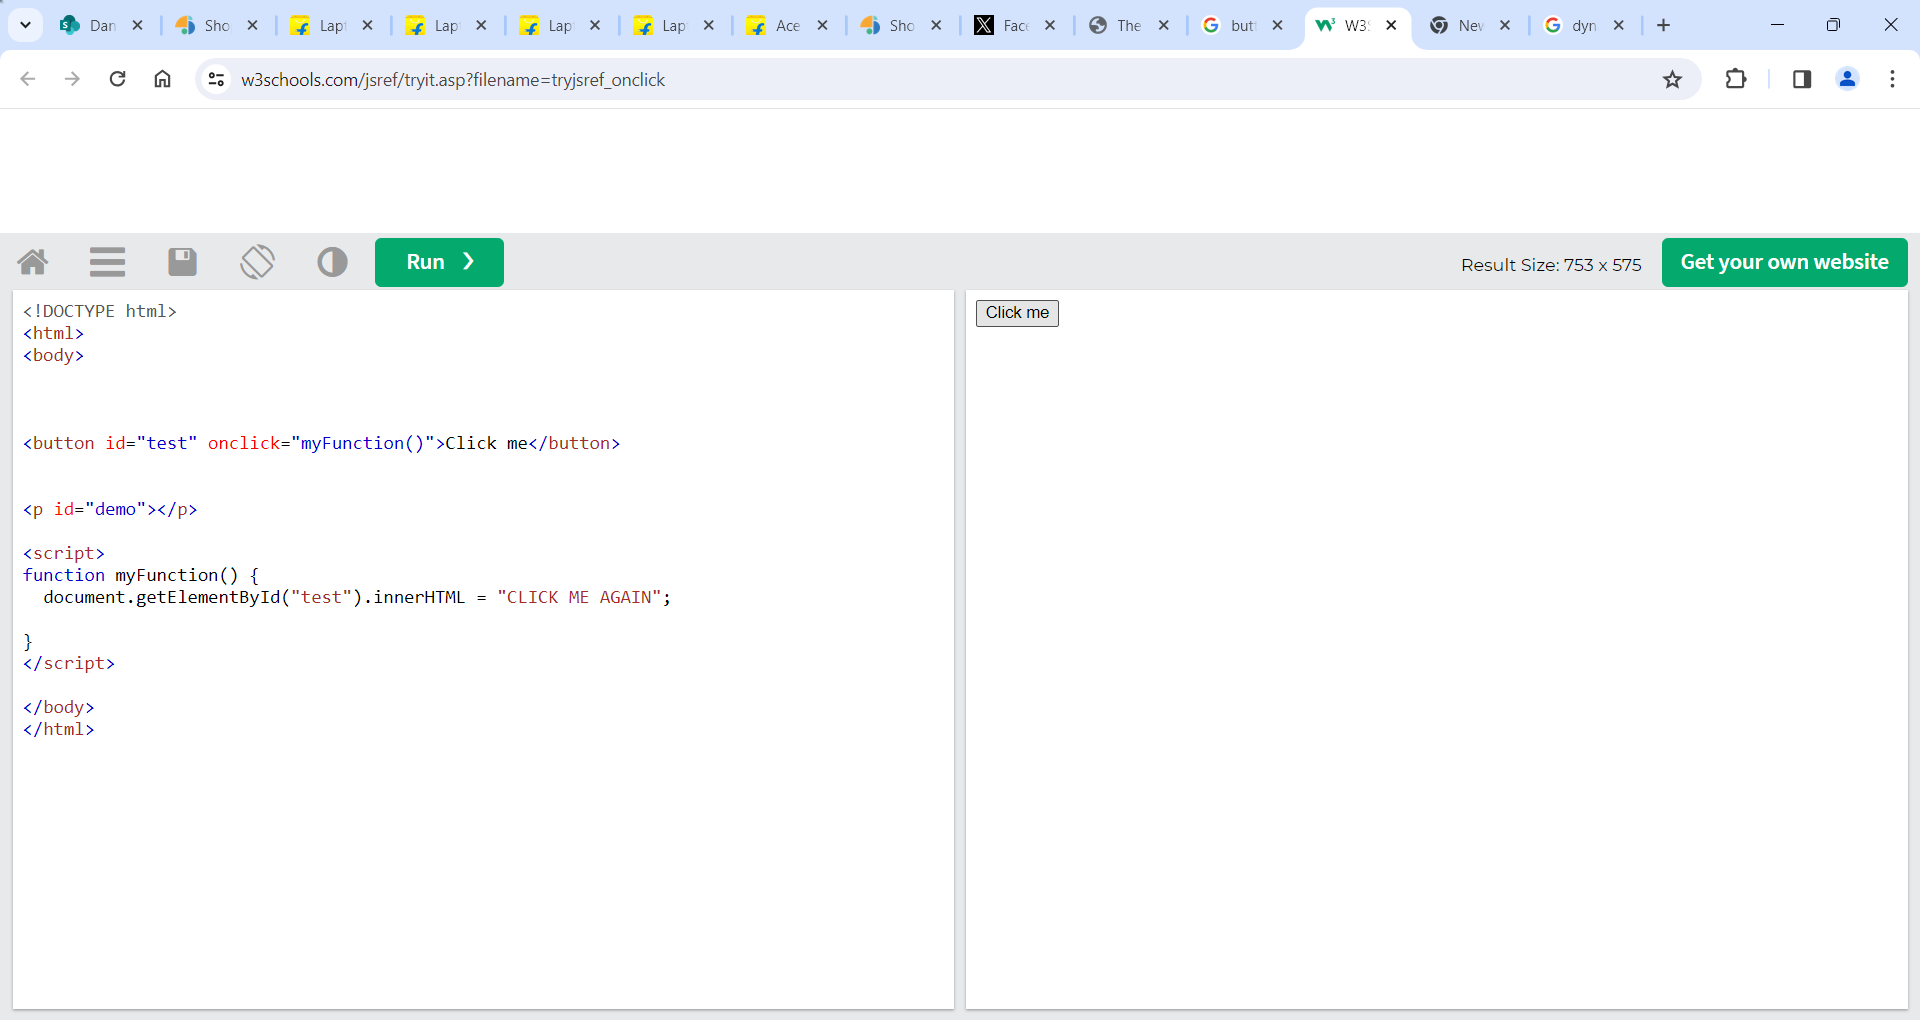 Dan
Sho
Lap
Lap
Lap
Lap
Ace
Sho
Fac
The
but
W3
Nev
dyn
w3schools.com/jsref/tryit.asp?filename=tryjsref_onclick
Run ❯
Result Size: 753 x 575
Get your own website
<!DOCTYPE html>
<html>
<body>
<button id="test" onclick="myFunction()">Click me</button>
<p id="demo"></p>
<script>
function myFunction() {
document.getElementById("test").innerHTML = "CLICK ME AGAIN";
}
</script>
</body>
</html>
Click me